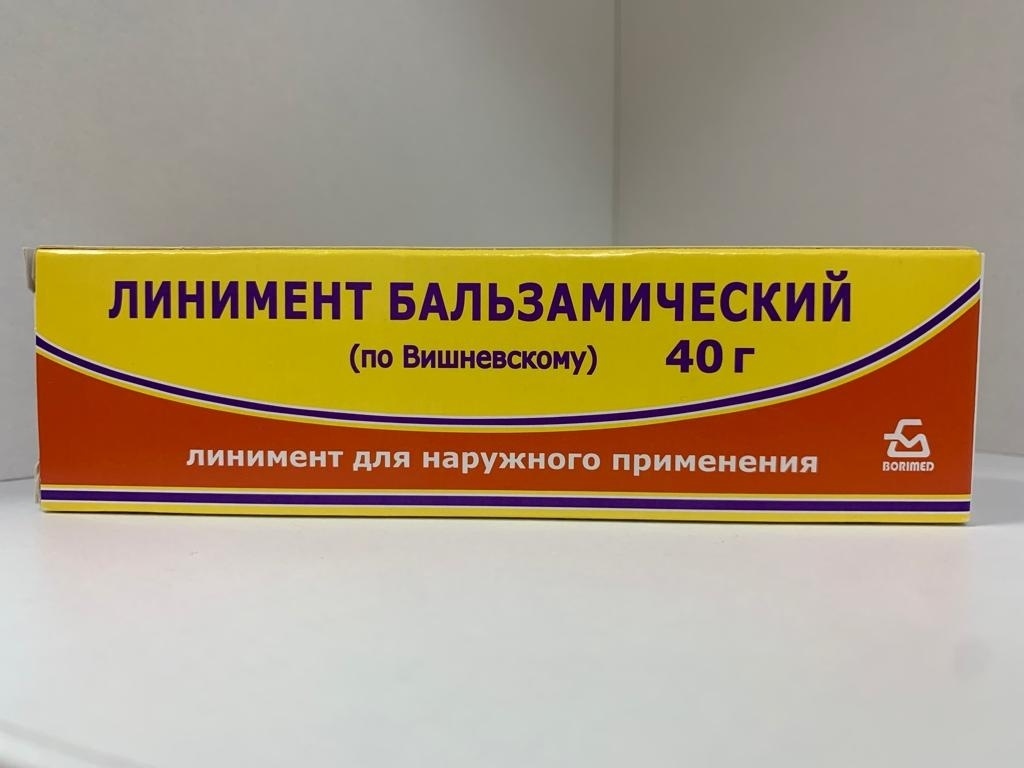 ЛИНИМЕНТ БАЛЬЗАМИЧЕСКИЙ
(по Вишневскому) 40 г
линимент для наружного применения
BORIMED